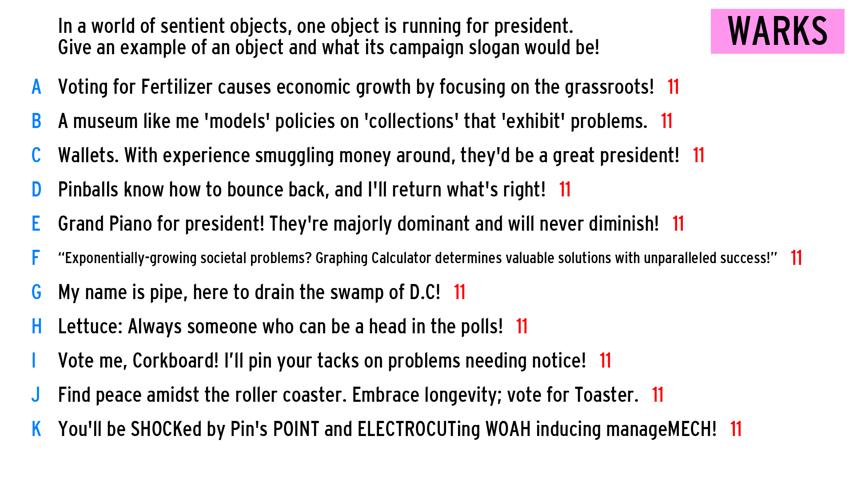 In a world of sentient objects, one object is running for president.
Give an example of an object and what its campaign slogan would be!
WARKS
A Voting for Fertilizer causes economic growth by focusing on the grassroots! 11
B A museum like me 'models' policies on 'collections' that 'exhibit' problems. 11
C Wallets. With experience smuggling money around, they'd be a great president! 11
D Pinballs know how to bounce back, and I'll return what's right! 11
E Grand Piano for president! They're majorly dominant and will never diminish! 11
F “Exponentially-growing societal problems? Graphing Calculator determines valuable solutions with unparalleled success!” 11
G My name is pipe, here to drain the swamp of D.C! 11
H Lettuce: Always someone who can be a head in the polls! 11
I Vote me, Corkboard! I’ll pin your tacks on problems needing notice! 11
J Find peace amidst the roller coaster. Embrace longevity; vote for Toaster. 11
K You'll be SHOCKed by Pin's POINT and ELECTROCUTing WOAH inducing manageMECH! 11